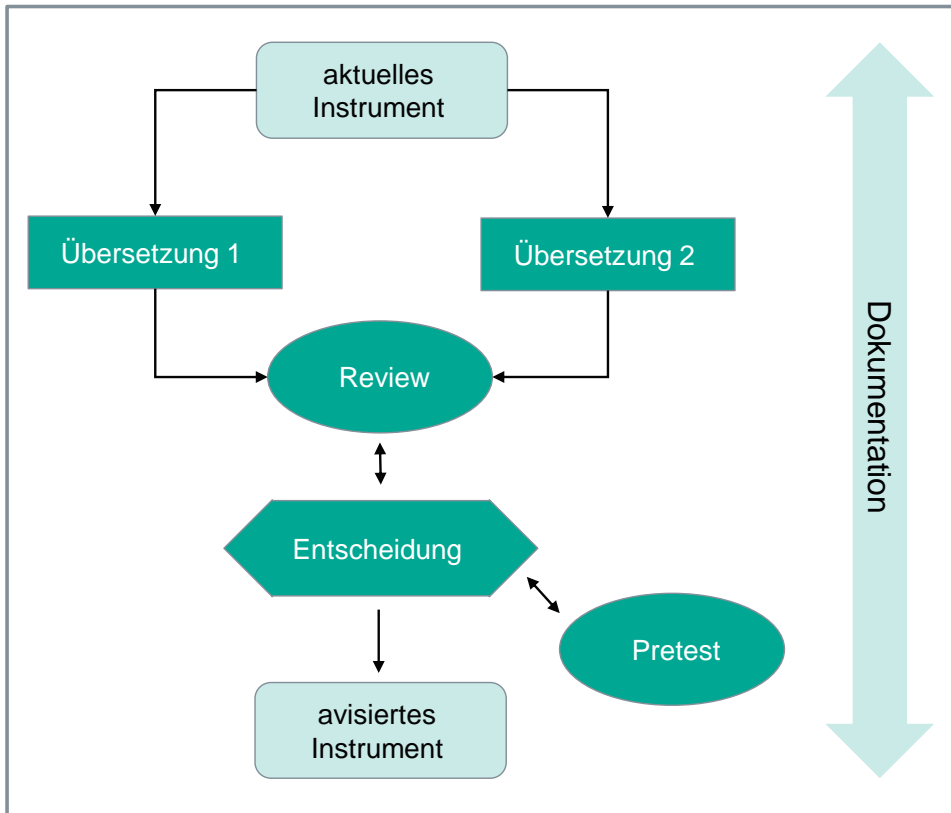 aktuelles
Instrument
Übersetzung 1
Übersetzung 2
Review
Entscheidung
Pretest
avisiertes
Instrument
Dokumentation